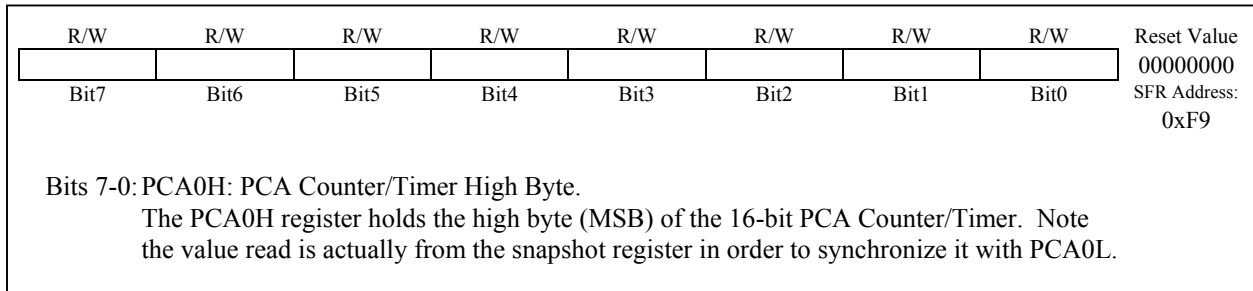 R/W R/W R/W R/W R/W R/W R/W R/W Reset Value
00000000
Bit7 Bit6 Bit5 Bit4 Bit3 Bit2 Bit1 Bit0 SFR Address:
0xF9
Bits 7-0: PCA0H: PCA Counter/Timer High Byte.
The PCA0H register holds the high byte (MSB) of the 16-bit PCA Counter/Timer. Note
the value read is actually from the snapshot register in order to synchronize it with PCA0L.